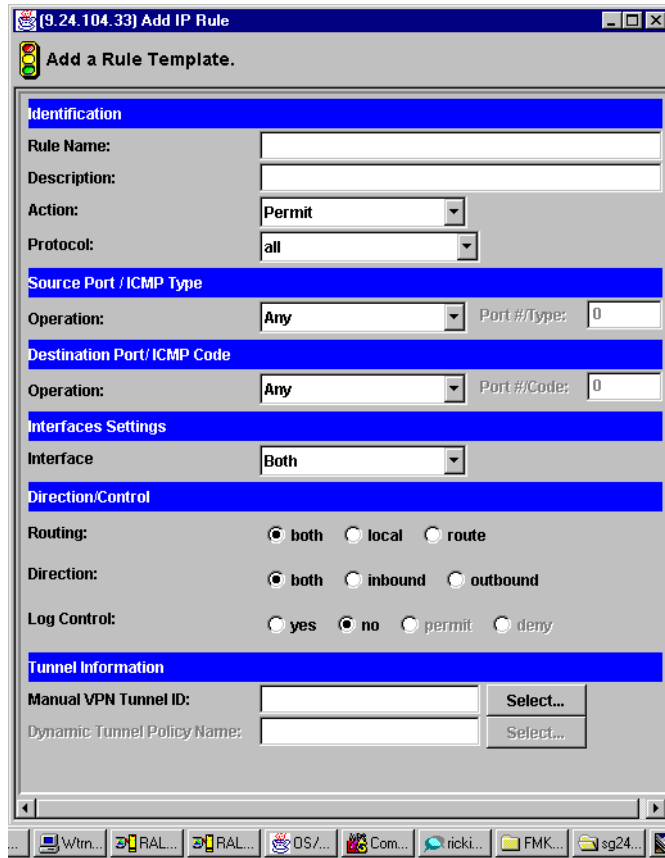 (9.24.104.33) Add IP Rule
Add a Rule Template.
Identification
Rule Name:
Description:
Action: Permit
Protocol: all
Source Port / ICMP Type
Operation: Any Port #/Type: 0
Destination Port/ ICMP Code
Operation: Any Port #/Code: 0
Interfaces Settings
Interface Both
Direction/Control
Routing: both local route
Direction: both inbound outbound
Log Control: yes no permit deny
Tunnel Information
Manual VPN Tunnel ID: Select...
Dynamic Tunnel Policy Name: Select...
... Wtrn... RAL... RAL... OS/... Com... ricki... FMK... sg24...